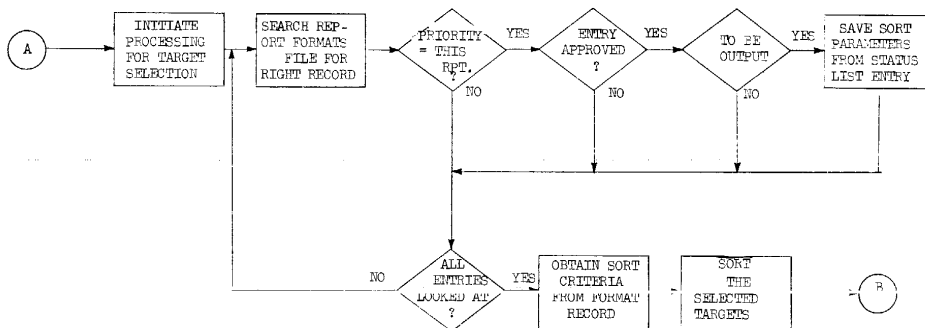 A
INITIATE
PROCESSING
FOR TARGET
SELECTION
SEARCH REP-
ORT FORMATS
FILE FOR
RIGHT RECORD
PRIORITY
= THIS
RPT.
?
YES
NO
ENTRY
APPROVED
?
YES
NO
TO BE
OUTPUT
YES
NO
SAVE SORT
PARAMETERS
FROM STATUS
LIST ENTRY
ALL
ENTRIES
LOOKED AT
?
NO
YES
OBTAIN SORT
CRITERIA
FROM FORMAT
RECORD
SORT
THE
SELECTED
TARGETS
B